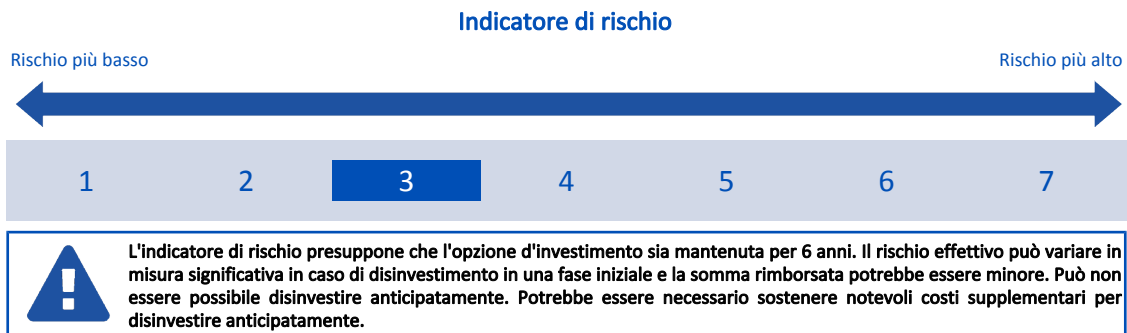 Indicatore di rischio
Rischio più basso
Rischio più alto
1 2 3 4 5 6 7
L'indicatore di rischio presuppone che l'opzione d'investimento sia mantenuta per 6 anni. Il rischio effettivo può variare in
misura significativa in caso di disinvestimento in una fase iniziale e la somma rimborsata potrebbe essere minore. Può non
essere possibile disinvestire anticipatamente. Potrebbe essere necessario sostenere notevoli costi supplementari per
disinvestire anticipatamente.